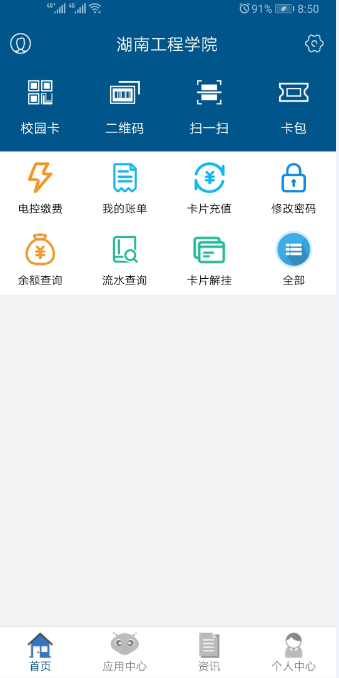 4G 4G 91% 8:50
湖南工程学院
校园卡 二维码 扫一扫 卡包
电控缴费 我的账单 卡片充值 修改密码
余额查询 流水查询 卡片解挂 全部
首页 应用中心 资讯 个人中心